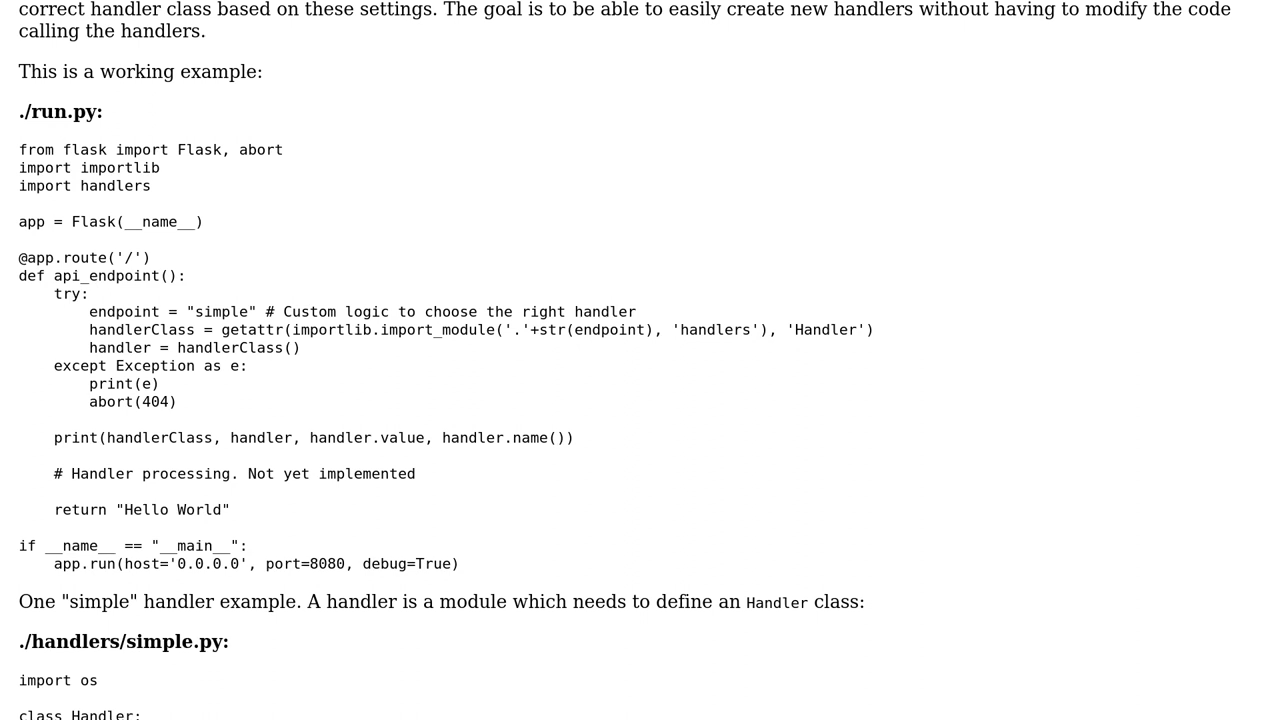 correct handler class based on these settings. The goal is to be able to easily create new handlers without having to modify the code
calling the handlers.
This is a working example:
./run.py:
from flask import Flask, abort
import importlib
import handlers
app = Flask(__name__)
@app.route('/')
def api_endpoint():
    try:
        endpoint = "simple" # Custom logic to choose the right handler
        handlerClass = getattr(importlib.import_module('.'+str(endpoint), 'handlers'), 'Handler')
        handler = handlerClass()
    except Exception as e:
        print(e)
        abort(404)
    print(handlerClass, handler, handler.value, handler.name())
    # Handler processing. Not yet implemented
    return "Hello World"
if __name__ == "__main__":
    app.run(host='0.0.0.0', port=8080, debug=True)
One "simple" handler example. A handler is a module which needs to define an Handler class:
./handlers/simple.py:
import os
class Handler: